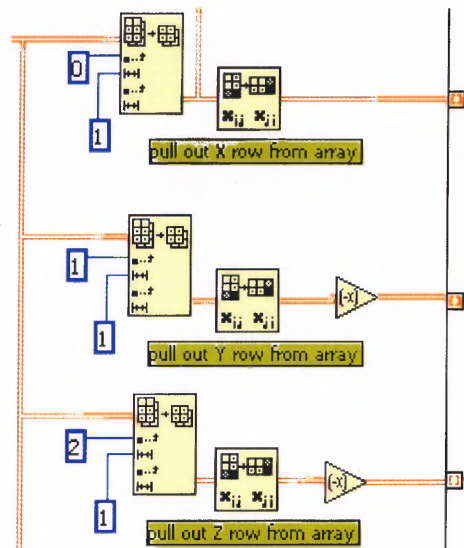 0
1
pull out X row from array
X i j X j i
1
1
(-x)
pull out Y row from array
X i j X j i
2
1
(-x)
pull out Z row from array
X i j X j i